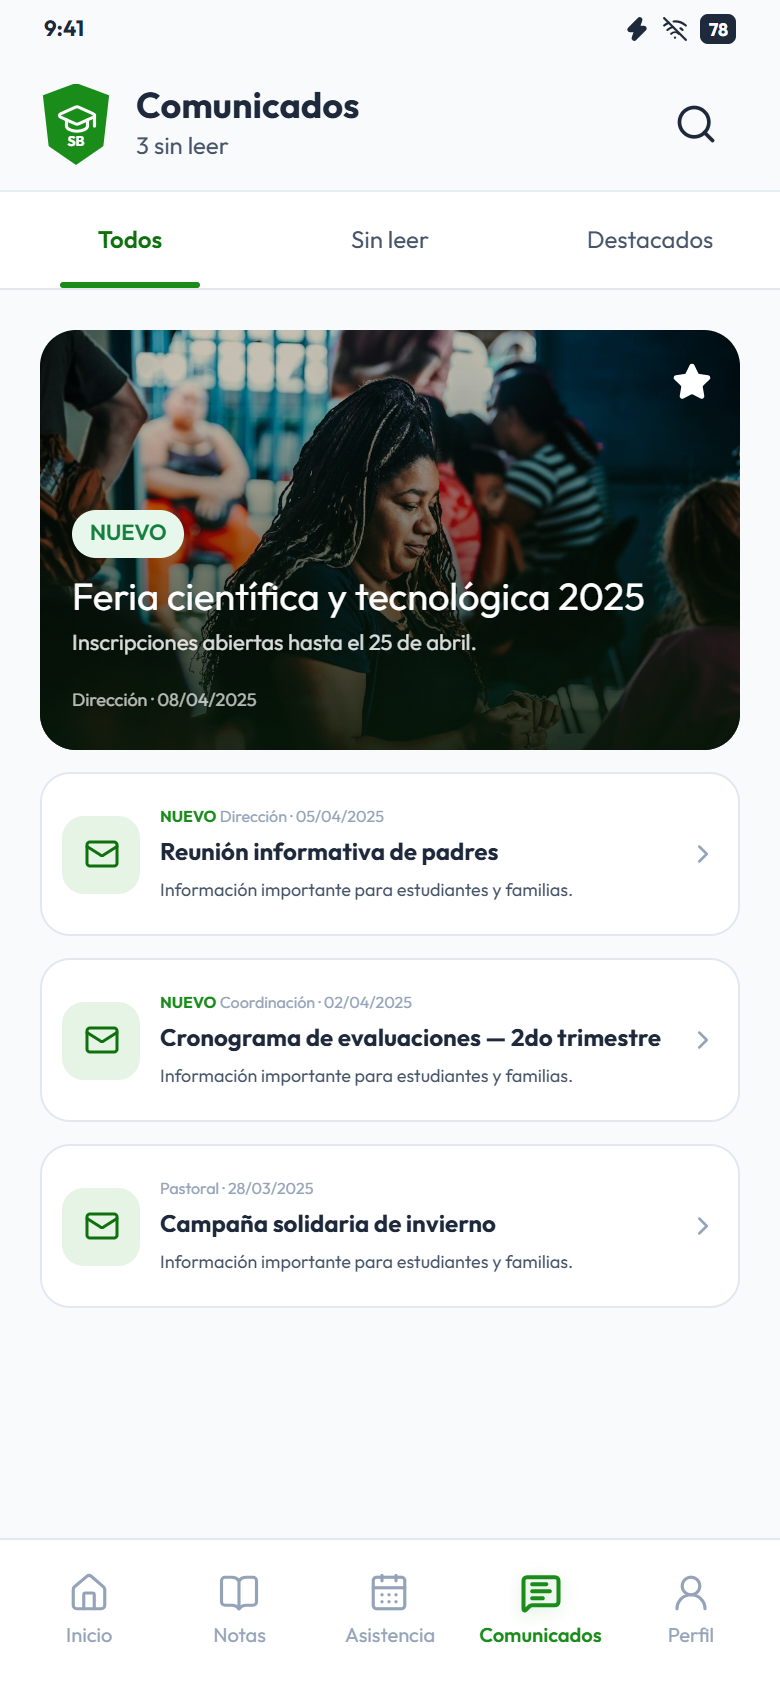 9:41
78
SB
Comunicados
3 sin leer
Todos
Sin leer
Destacados
NUEVO
Feria científica y tecnológica 2025
Inscripciones abiertas hasta el 25 de abril.
Dirección · 08/04/2025
NUEVO Dirección · 05/04/2025
Reunión informativa de padres
Información importante para estudiantes y familias.
NUEVO Coordinación · 02/04/2025
Cronograma de evaluaciones — 2do trimestre
Información importante para estudiantes y familias.
Pastoral · 28/03/2025
Campaña solidaria de invierno
Información importante para estudiantes y familias.
Inicio
Notas
Asistencia
Comunicados
Perfil